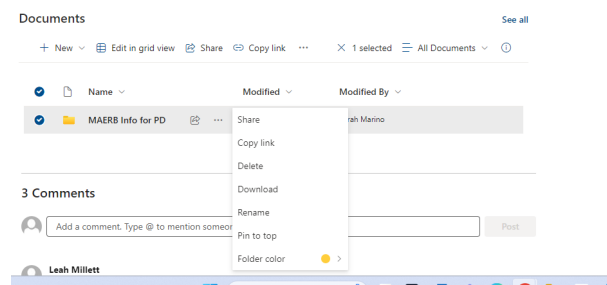 Documents See all
New Edit in grid view Share Copy link ... 1 selected All Documents
Name Modified Modified By
MAERB Info for PD ... Share rah Marino
Copy link
Delete
Download
Rename
3 Comments
Add a comment. Type @ to mention someor Post
Pin to top
Folder color
Leah Millett